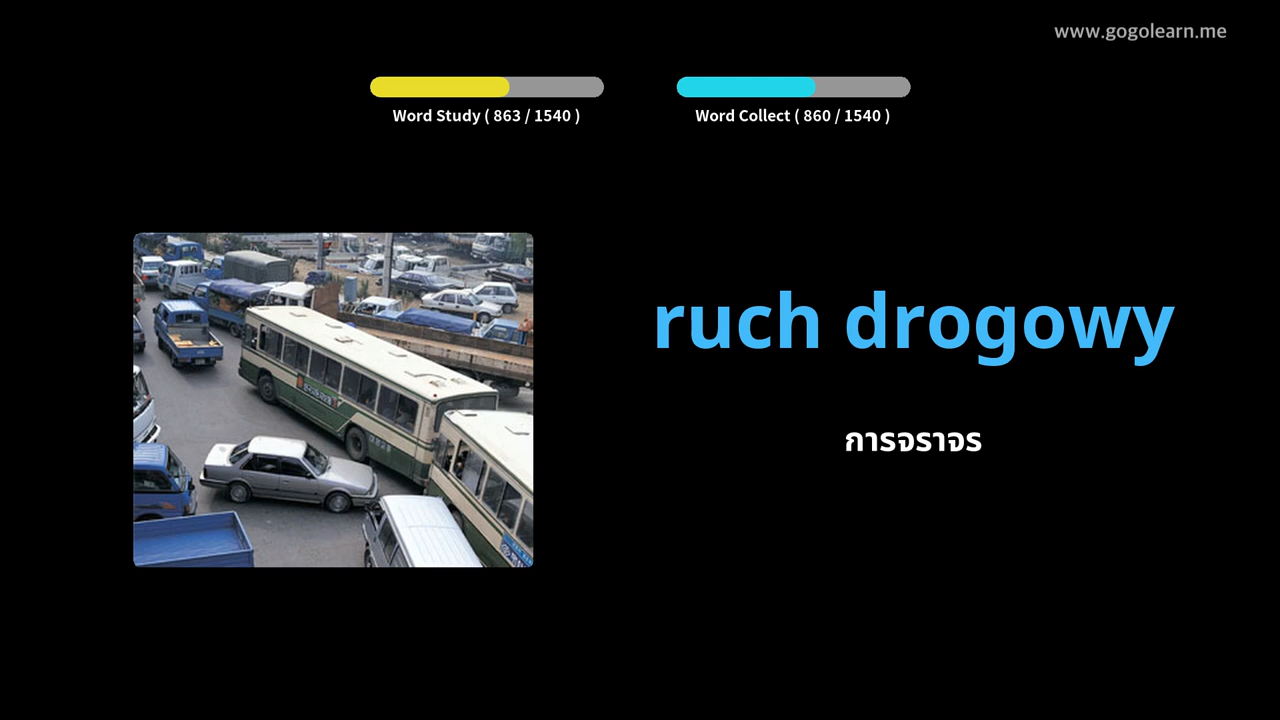 www.gogolearn.me
Word Study ( 863 / 1540 )
Word Collect ( 860 / 1540 )
ruch drogowy
การจราจร